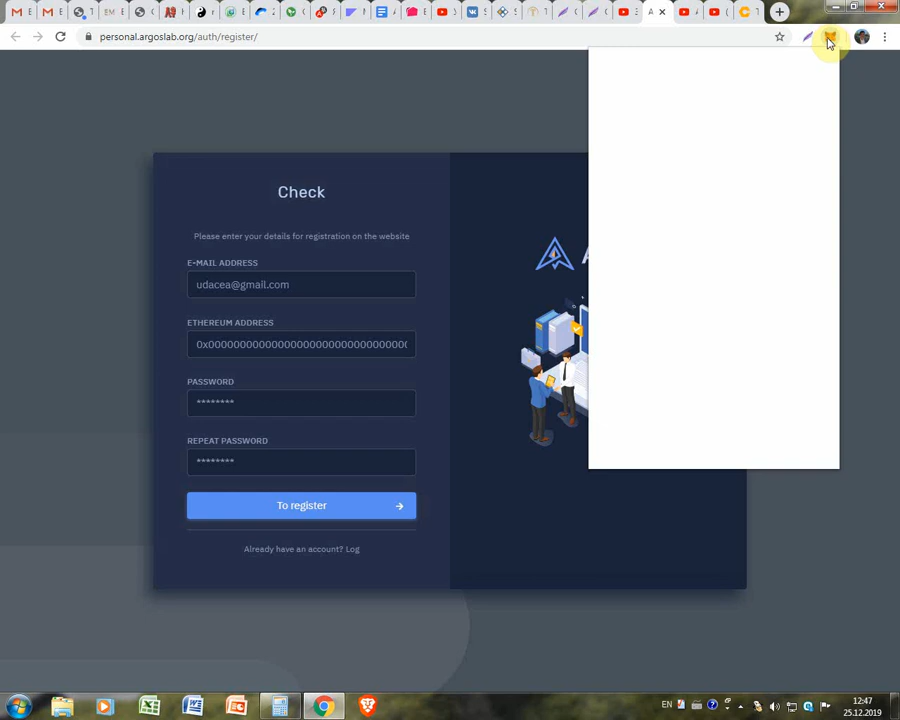 personal.argoslab.org/auth/register/
Check
Please enter your details for registration on the website
E-MAIL ADDRESS
udacea@gmail.com
ETHEREUM ADDRESS
0x00000000000000000000000000000000(
PASSWORD
********
REPEAT PASSWORD
********
To register
Already have an account? Log
EN
12:47
25.12.2019